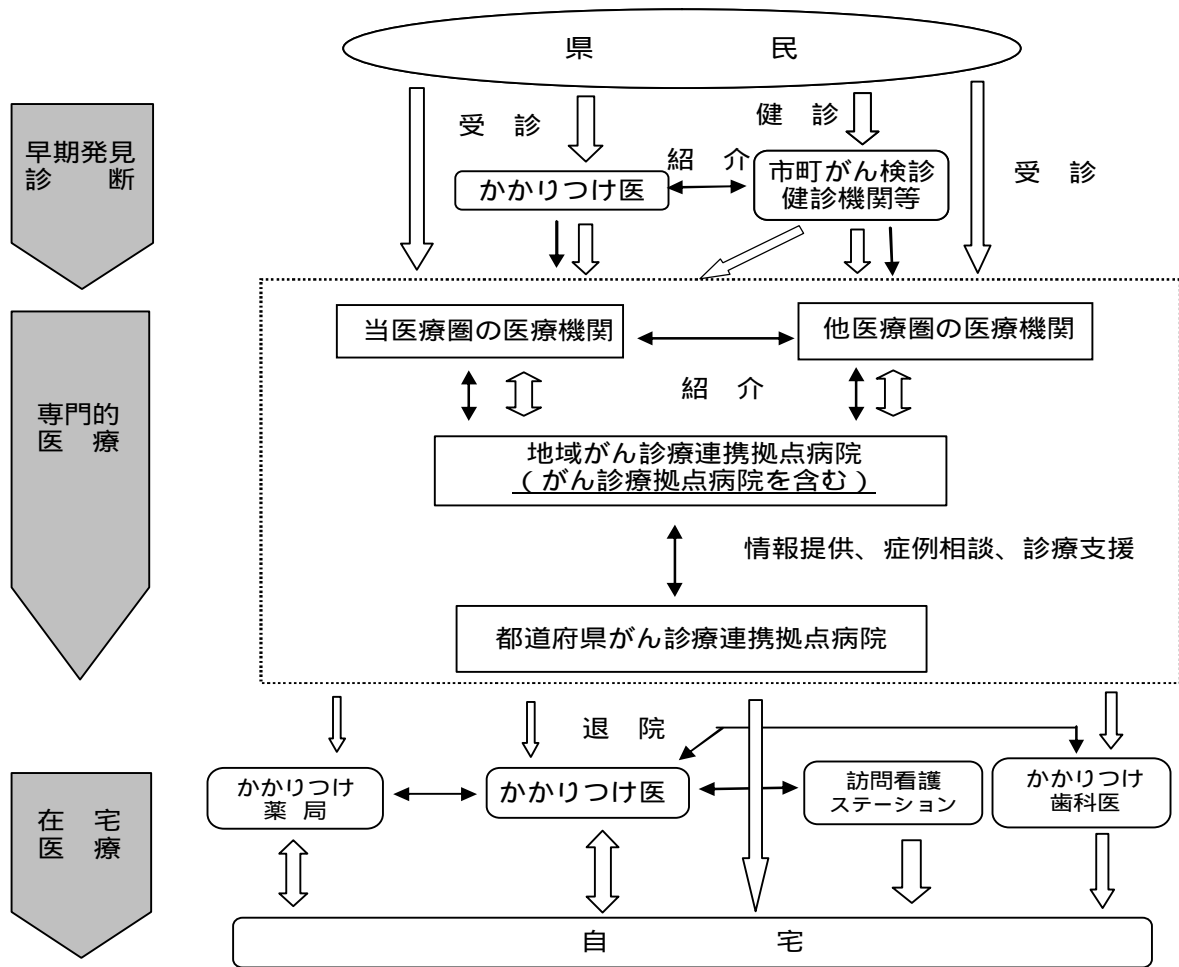 県　民
早期発見
診　断
受　診
健　診
紹　介
かかりつけ医
市町がん検診
健診機関等
受　診
専門的
医　療
当医療圏の医療機関
他医療圏の医療機関
紹　介
地域がん診療連携拠点病院
（がん診療拠点病院を含む）
情報提供、症例相談、診療支援
都道府県がん診療連携拠点病院
退　院
在　宅
医　療
かかりつけ
薬　局
かかりつけ医
訪問看護
ステーション
かかりつけ
歯科医
自　宅